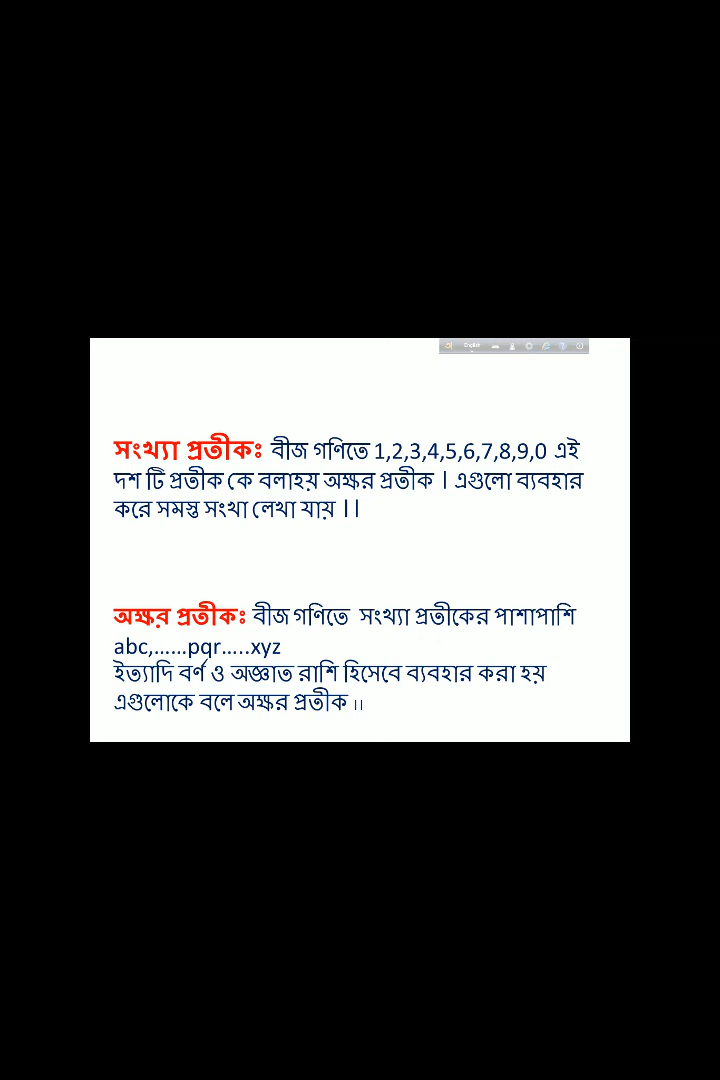 English
সংখ্যা প্রতীকঃ বীজ গণিতে 1,2,3,4,5,6,7,8,9,0 এই
দশ টি প্রতীক কে বলাহয় অক্ষর প্রতীক । এগুলো ব্যবহার
করে সমস্ত সংখা লেখা যায় ।।
অক্ষর প্রতীকঃ বীজ গণিতে সংখ্যা প্রতীকের পাশাপাশি
abc,……pqr…..xyz
ইত্যাদি বর্ণ ও অজ্ঞাত রাশি হিসেবে ব্যবহার করা হয়
এগুলোকে বলে অক্ষর প্রতীক ।।